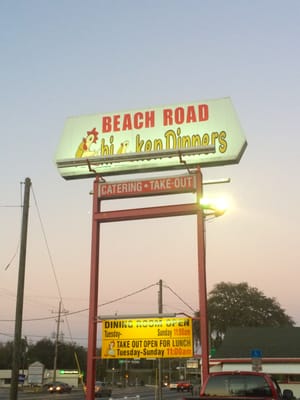 BEACH ROAD
Chicken Dinners
CATERING • TAKE-OUT
DINING ROOM OPEN
Tuesday- Sunday 11:00am
TAKE OUT OPEN FOR LUNCH
Tuesday-Sunday 11:00am